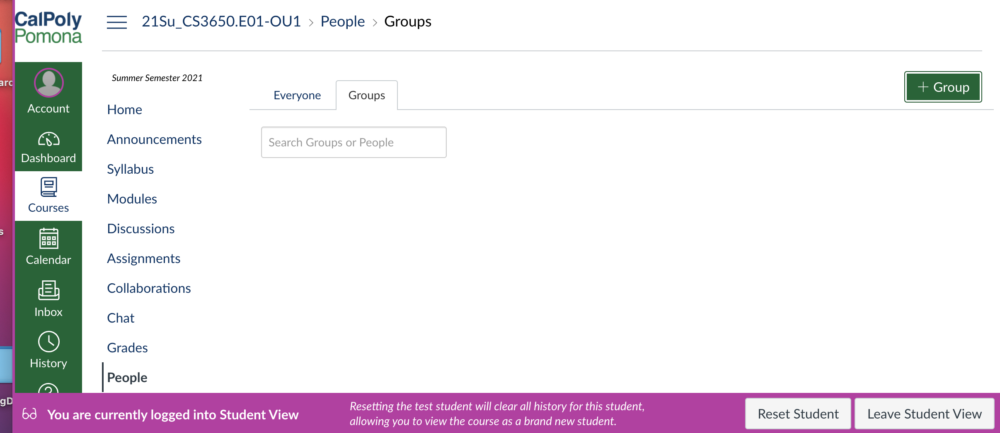 CalPoly
Pomona
21Su_CS3650.E01-OU1 > People > Groups
Account
Dashboard
Courses
Calendar
Inbox
History
Summer Semester 2021
Home
Announcements
Syllabus
Modules
Discussions
Assignments
Collaborations
Chat
Grades
People
Everyone
Groups
+ Group
Search Groups or People
You are currently logged into Student View
Resetting the test student will clear all history for this student,
allowing you to view the course as a brand new student.
Reset Student
Leave Student View